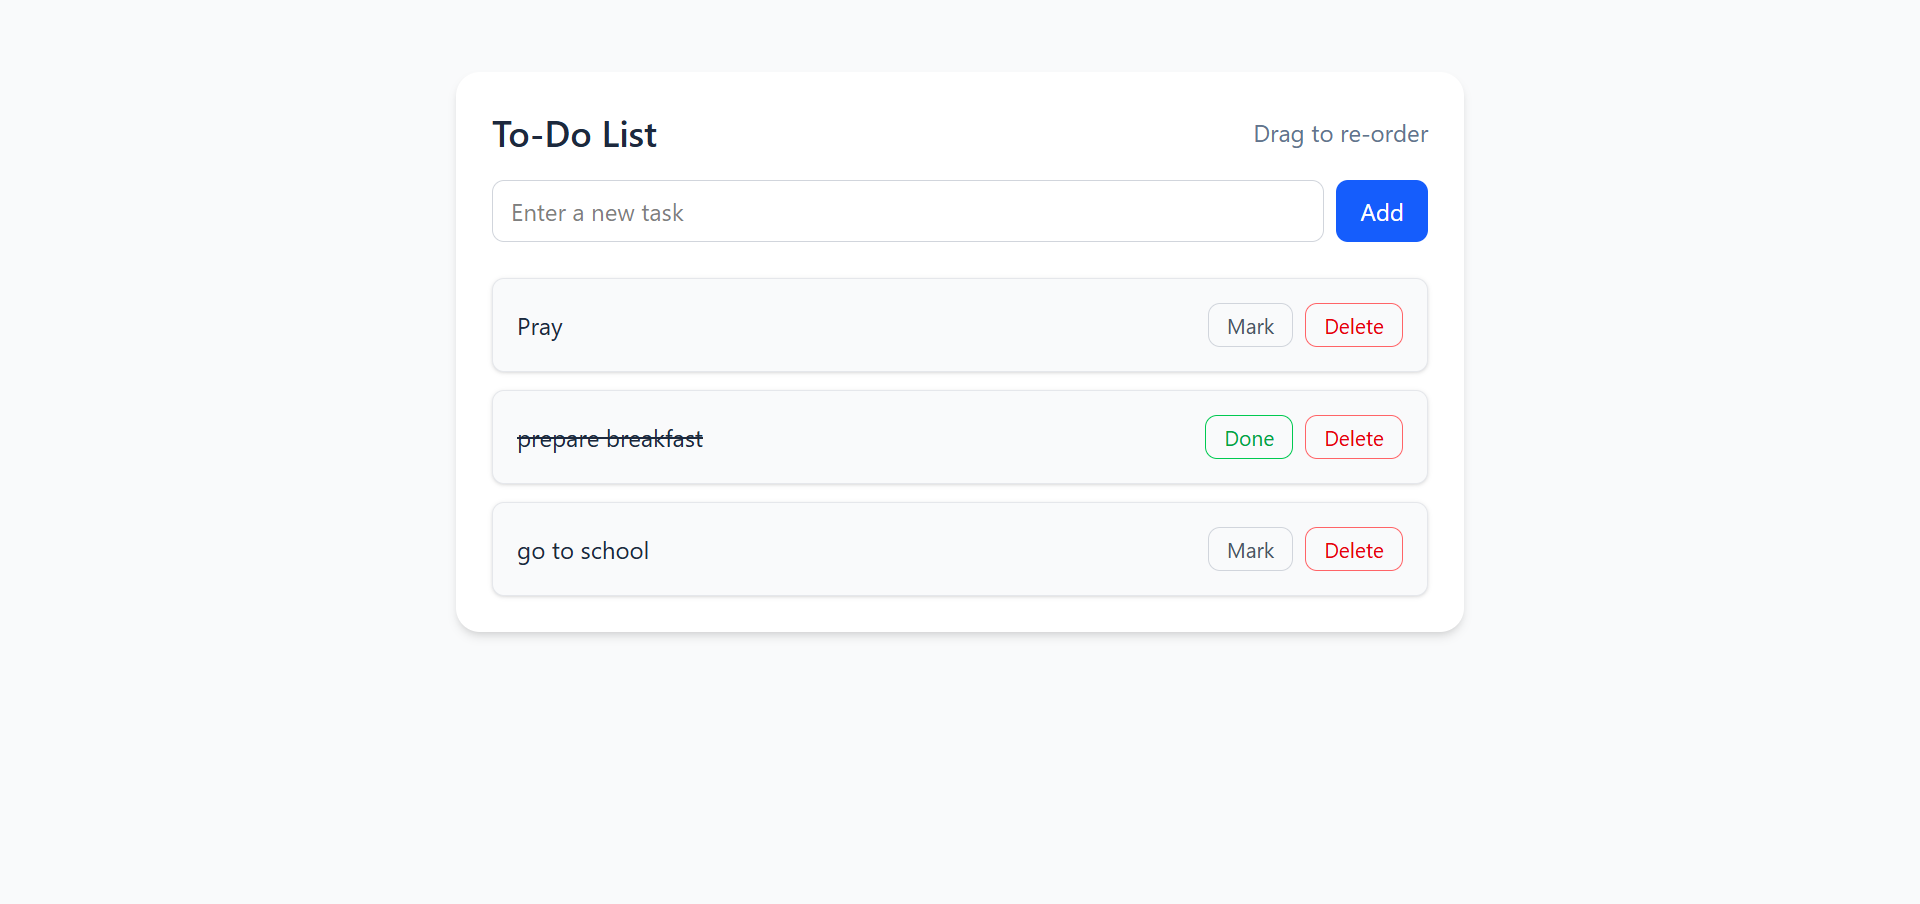 To-Do List
Drag to re-order
Enter a new task
Add
Pray
Mark
Delete
prepare breakfast
Done
Delete
go to school
Mark
Delete